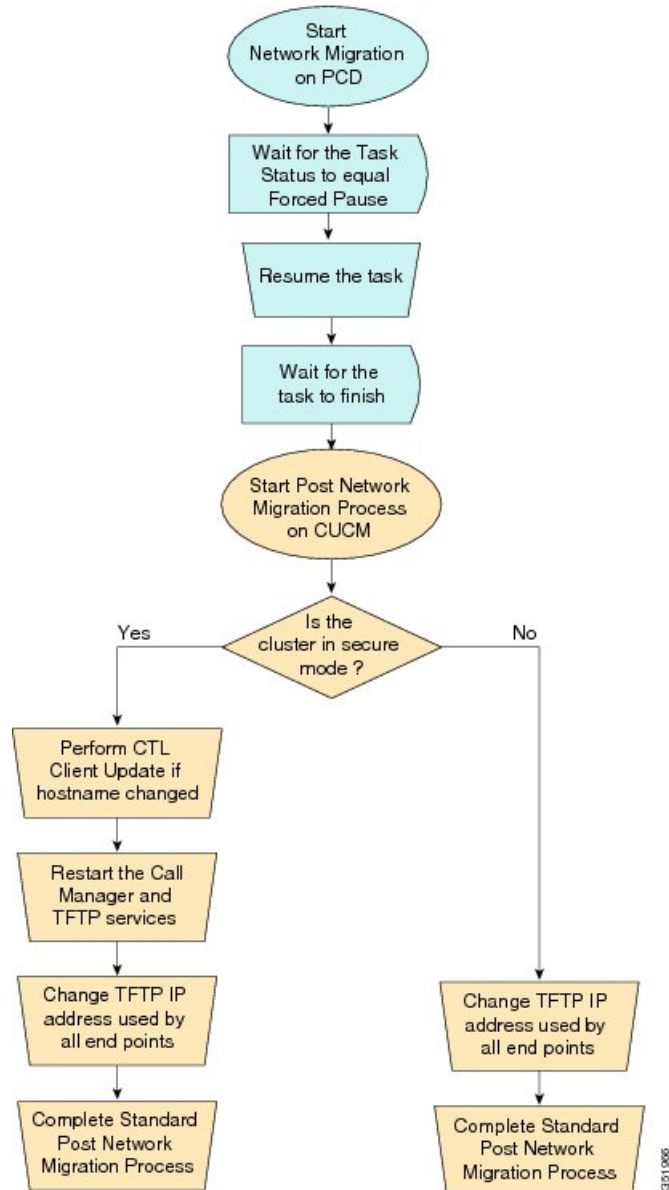 Start
Network Migration
on PCD
Wait for the Task
Status to equal
Forced Pause
Resume the task
Wait for the
task to finish
Start Post Network
Migration Process
on CUCM
Is the
cluster in secure
mode ?
Yes
No
Perform CTL
Client Update if
hostname changed
Restart the Call
Manager and
TFTP services
Change TFTP IP
address used by
all end points
Complete Standard
Post Network
Migration Process
Change TFTP IP
address used by
all end points
Complete Standard
Post Network
Migration Process
351966